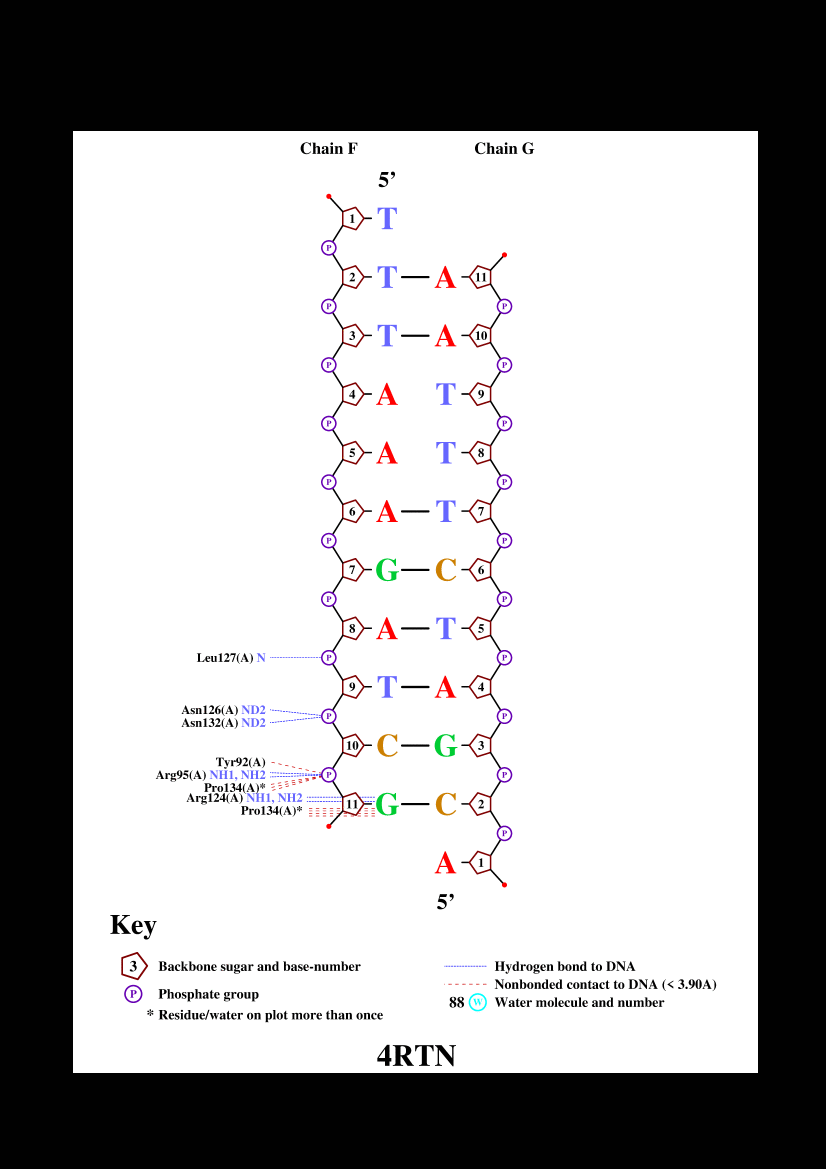 Chain F Chain G
5’
1 T
P
2 T A 11
P P
3 T A 10
P P
4 A T 9
P P
5 A T 8
P P
6 A T 7
P P
7 G C 6
P P
8 A T 5
Leu127(A) N P P
9 T A 4
Asn126(A) ND2 P P
Asn132(A) ND2
10 C G 3
Tyr92(A)
Arg95(A) NH1, NH2 P P
Pro134(A)*
Arg124(A) NH1, NH2 11 G C 2
Pro134(A)*
P
A 1
5’
Key
3 Backbone sugar and base-number
P Phosphate group
* Residue/water on plot more than once
Hydrogen bond to DNA
Nonbonded contact to DNA (< 3.90A)
88 W Water molecule and number
4RTN